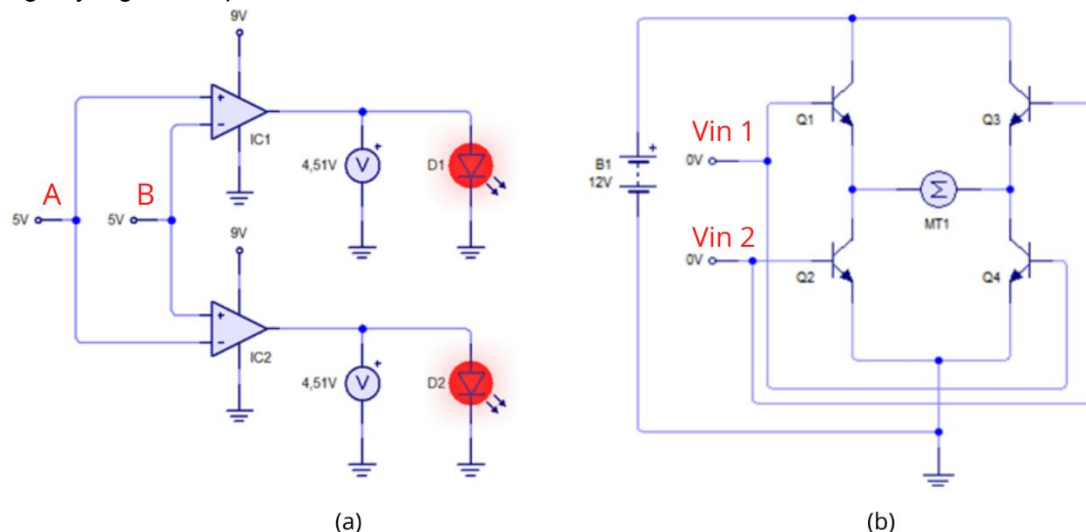 9V
IC1
4,51V
V
D1
A
B
5V
5V
9V
IC2
4,51V
V
D2
(a)
Q1
Q3
Vin 1
0V
B1
12V
Σ
MT1
Vin 2
0V
Q2
Q4
(b)